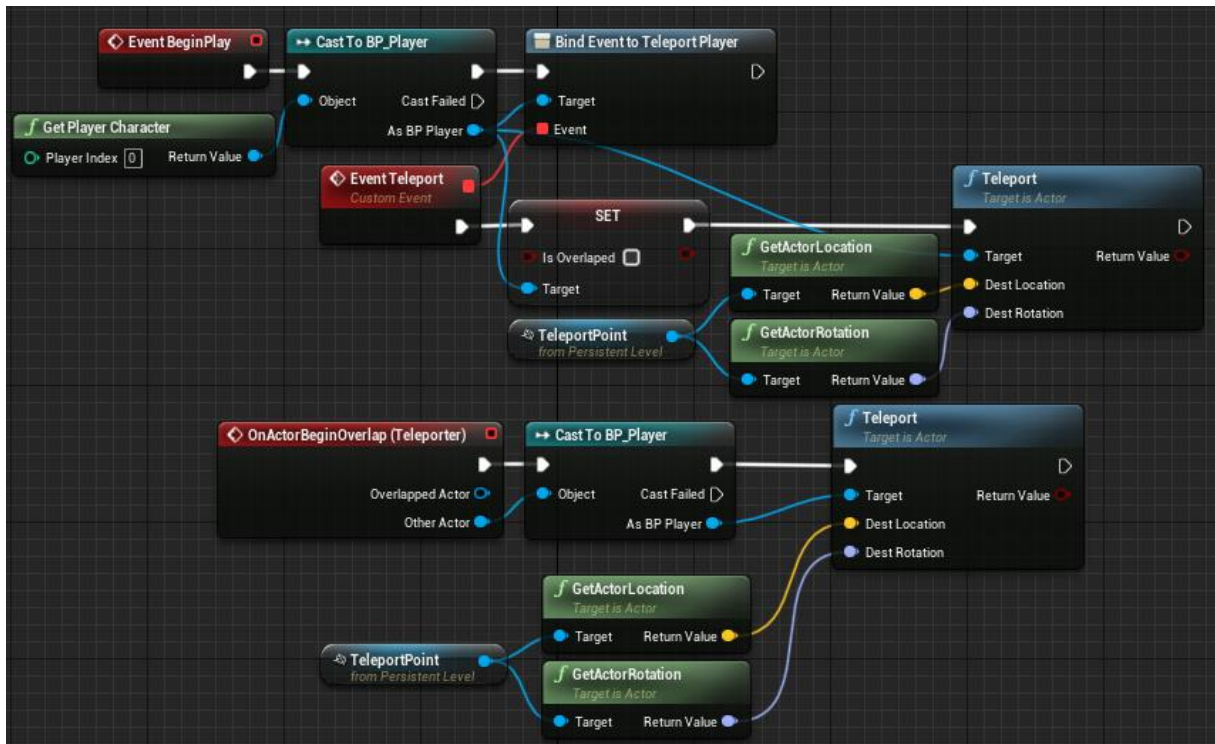 Event BeginPlay
Cast To BP_Player
Object
Cast Failed
As BP Player
Bind Event to Teleport Player
Target
Event
Get Player Character
Player Index 0
Return Value
EventTeleport
Custom Event
SET
Is Overlaped
Target
TeleportPoint
from Persistent Level
GetActorLocation
Target is Actor
Target
Return Value
GetActorRotation
Target is Actor
Target
Return Value
Teleport
Target is Actor
Target
Return Value
Dest Location
Dest Rotation
OnActorBeginOverlap (Teleporter)
Overlapped Actor
Other Actor
Cast To BP_Player
Object
Cast Failed
As BP Player
Teleport
Target is Actor
Target
Return Value
Dest Location
Dest Rotation
TeleportPoint
from Persistent Level
GetActorLocation
Target is Actor
Target
Return Value
GetActorRotation
Target is Actor
Target
Return Value